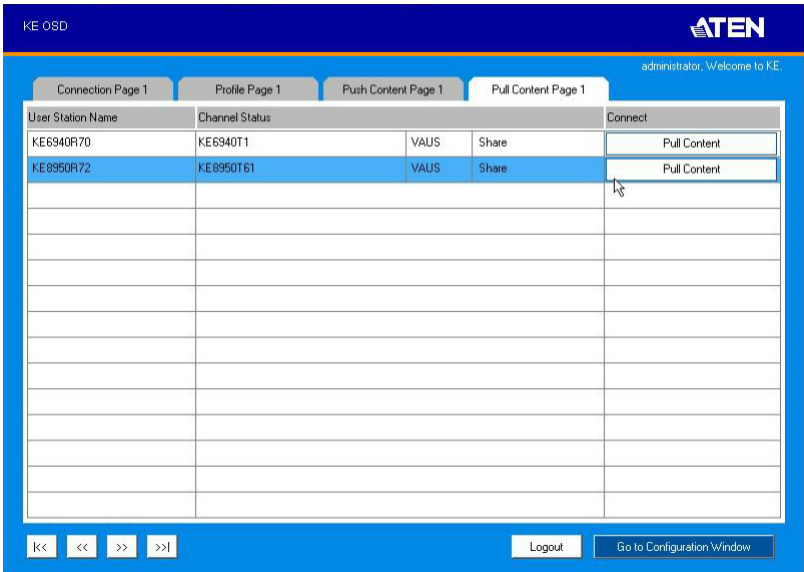 KE OSD
ATEN
administrator, Welcome to KE.
Connection Page 1 Profile Page 1 Push Content Page 1 Pull Content Page 1
User Station Name Channel Status Connect
KE6940R70 KE6940T1 VAUS Share Pull Content
KE8950R72 KE8950T61 VAUS Share Pull Content
|<< << >> >>| Logout Go to Configuration Window